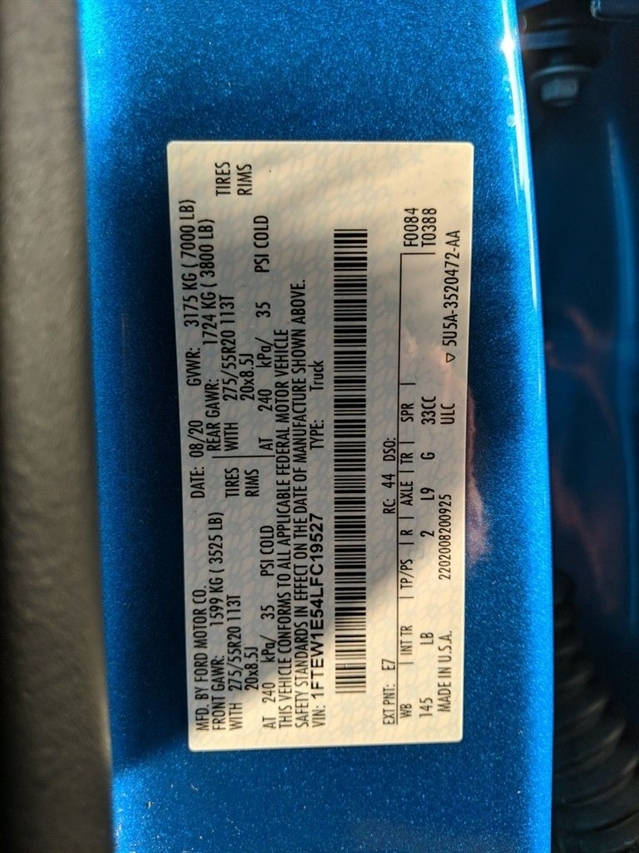 MFD. BY FORD MOTOR CO. DATE: 08/20 GVWR: 3175 KG ( 7000 LB)
FRONT GAWR: 1599 KG ( 3525 LB) REAR GAWR: 1724 KG ( 3800 LB)
WITH 275/55R20 113T TIRES WITH 275/55R20 113T TIRES
20x8.5J RIMS 20x8.5J RIMS
AT 240 kPa/ 35 PSI COLD AT 240 kPa/ 35 PSI COLD
THIS VEHICLE CONFORMS TO ALL APPLICABLE FEDERAL MOTOR VEHICLE
SAFETY STANDARDS IN EFFECT ON THE DATE OF MANUFACTURE SHOWN ABOVE.
VIN: 1FTEW1E54LFC19527 TYPE: Truck
EXT PNT: E7 RC: 44 DSO: F0084
WB | INT TR | TP/PS | R | AXLE | TR | SPR | T0388
145 LB 2 L9 G 33CC
ULC
MADE IN U.S.A. 2202008200925 ▽ 5U5A-3520472-AA